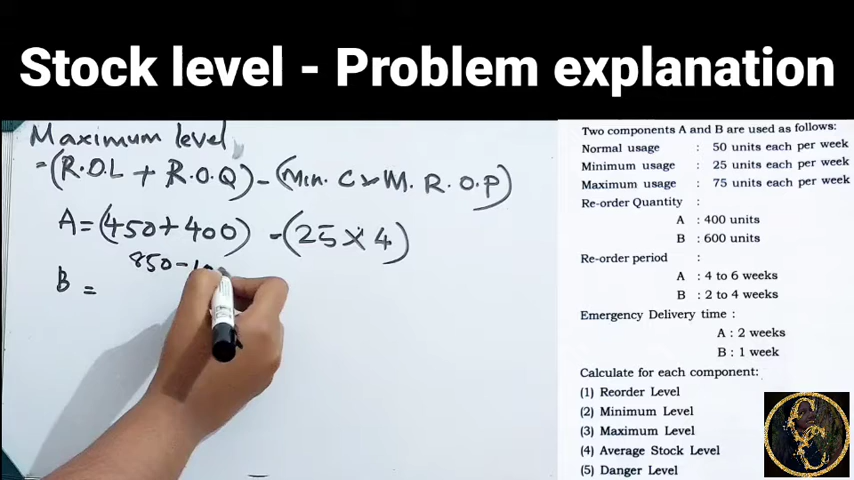 Stock level - Problem explanation
Maximum level
=(R.O.L + R.O.Q) - (Min. C x M. R. O.P)
A=(450+400) -(25 X 4)
850-10
B =
Two components A and B are used as follows:
Normal usage : 50 units each per week
Minimum usage : 25 units each per week
Maximum usage : 75 units each per week
Re-order Quantity :
A : 400 units
B : 600 units
Re-order period :
A : 4 to 6 weeks
B : 2 to 4 weeks
Emergency Delivery time :
A : 2 weeks
B : 1 week
Calculate for each component:
(1) Reorder Level
(2) Minimum Level
(3) Maximum Level
(4) Average Stock Level
(5) Danger Level